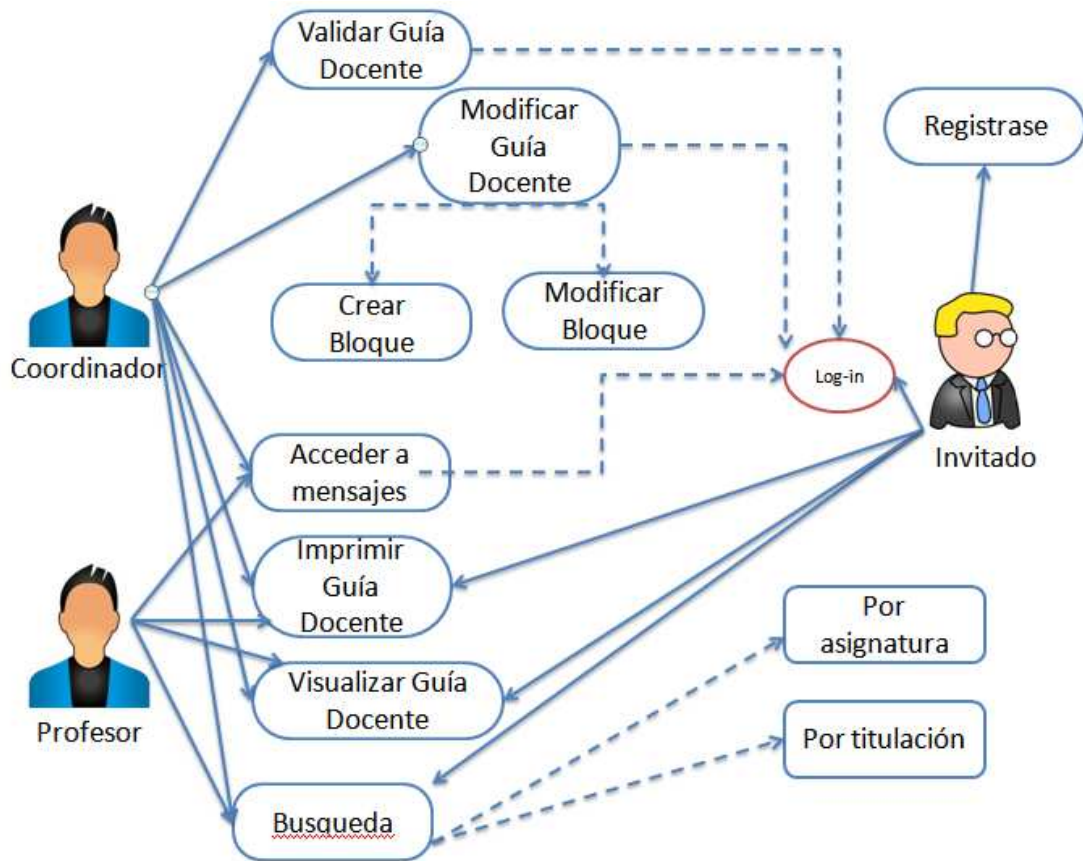 Validar Guía
Docente
Modificar
Guía
Docente
Registrase
Crear
Bloque
Modificar
Bloque
Coordinador
Log-in
Invitado
Acceder a
mensajes
Imprimir
Guía
Docente
Por
asignatura
Visualizar Guía
Docente
Profesor
Por titulación
Busqueda